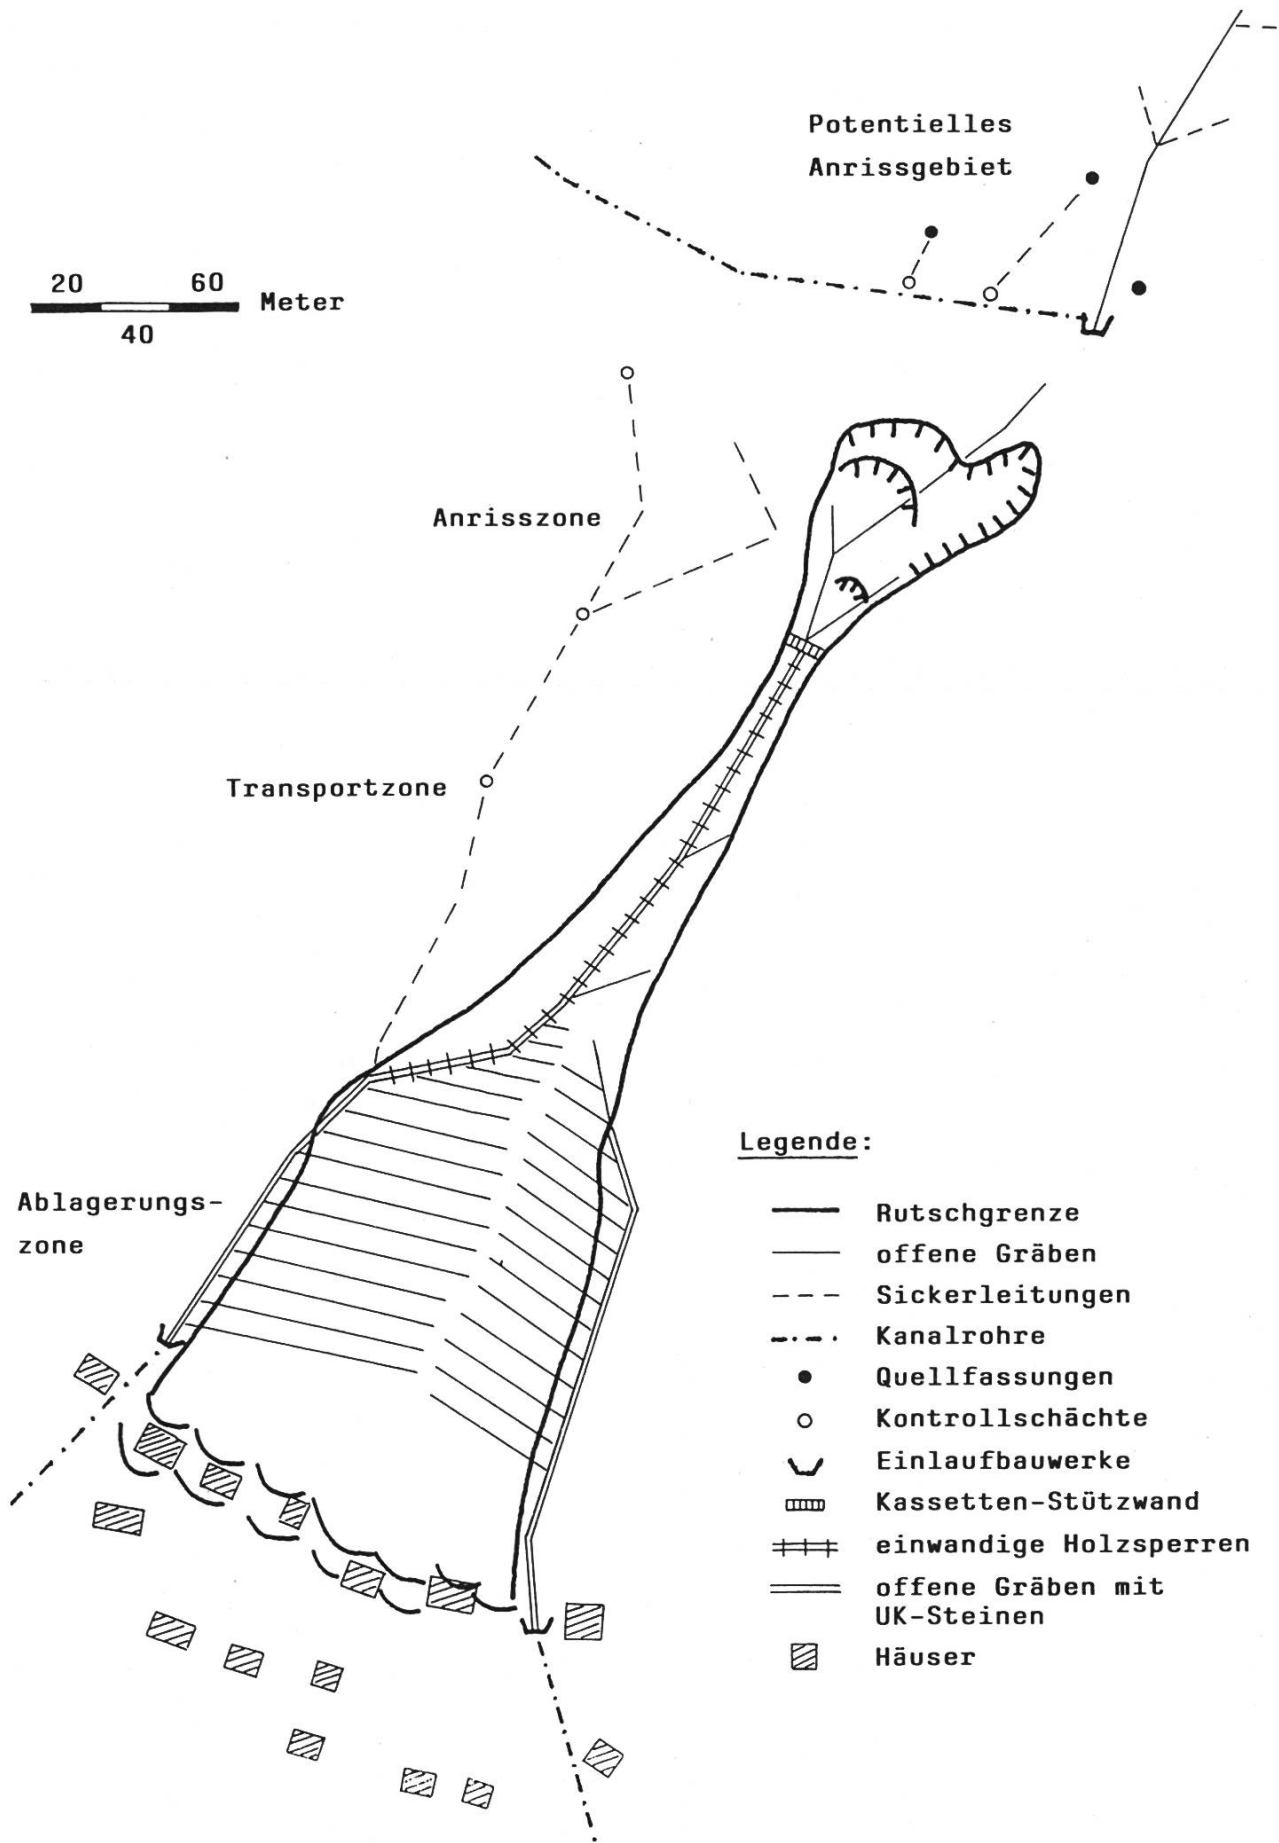 Potentielles
Anrissgebiet
20 60
Meter
40
Anrisszone
Transportzone
Ablagerungs-
zone
Legende:
Rutschgrenze
offene Gräben
Sickerleitungen
Kanalrohre
Quellfassungen
Kontrollschächte
Einlaufbauwerke
Kassetten-Stützwand
einwandige Holzsperren
offene Gräben mit
UK-Steinen
Häuser